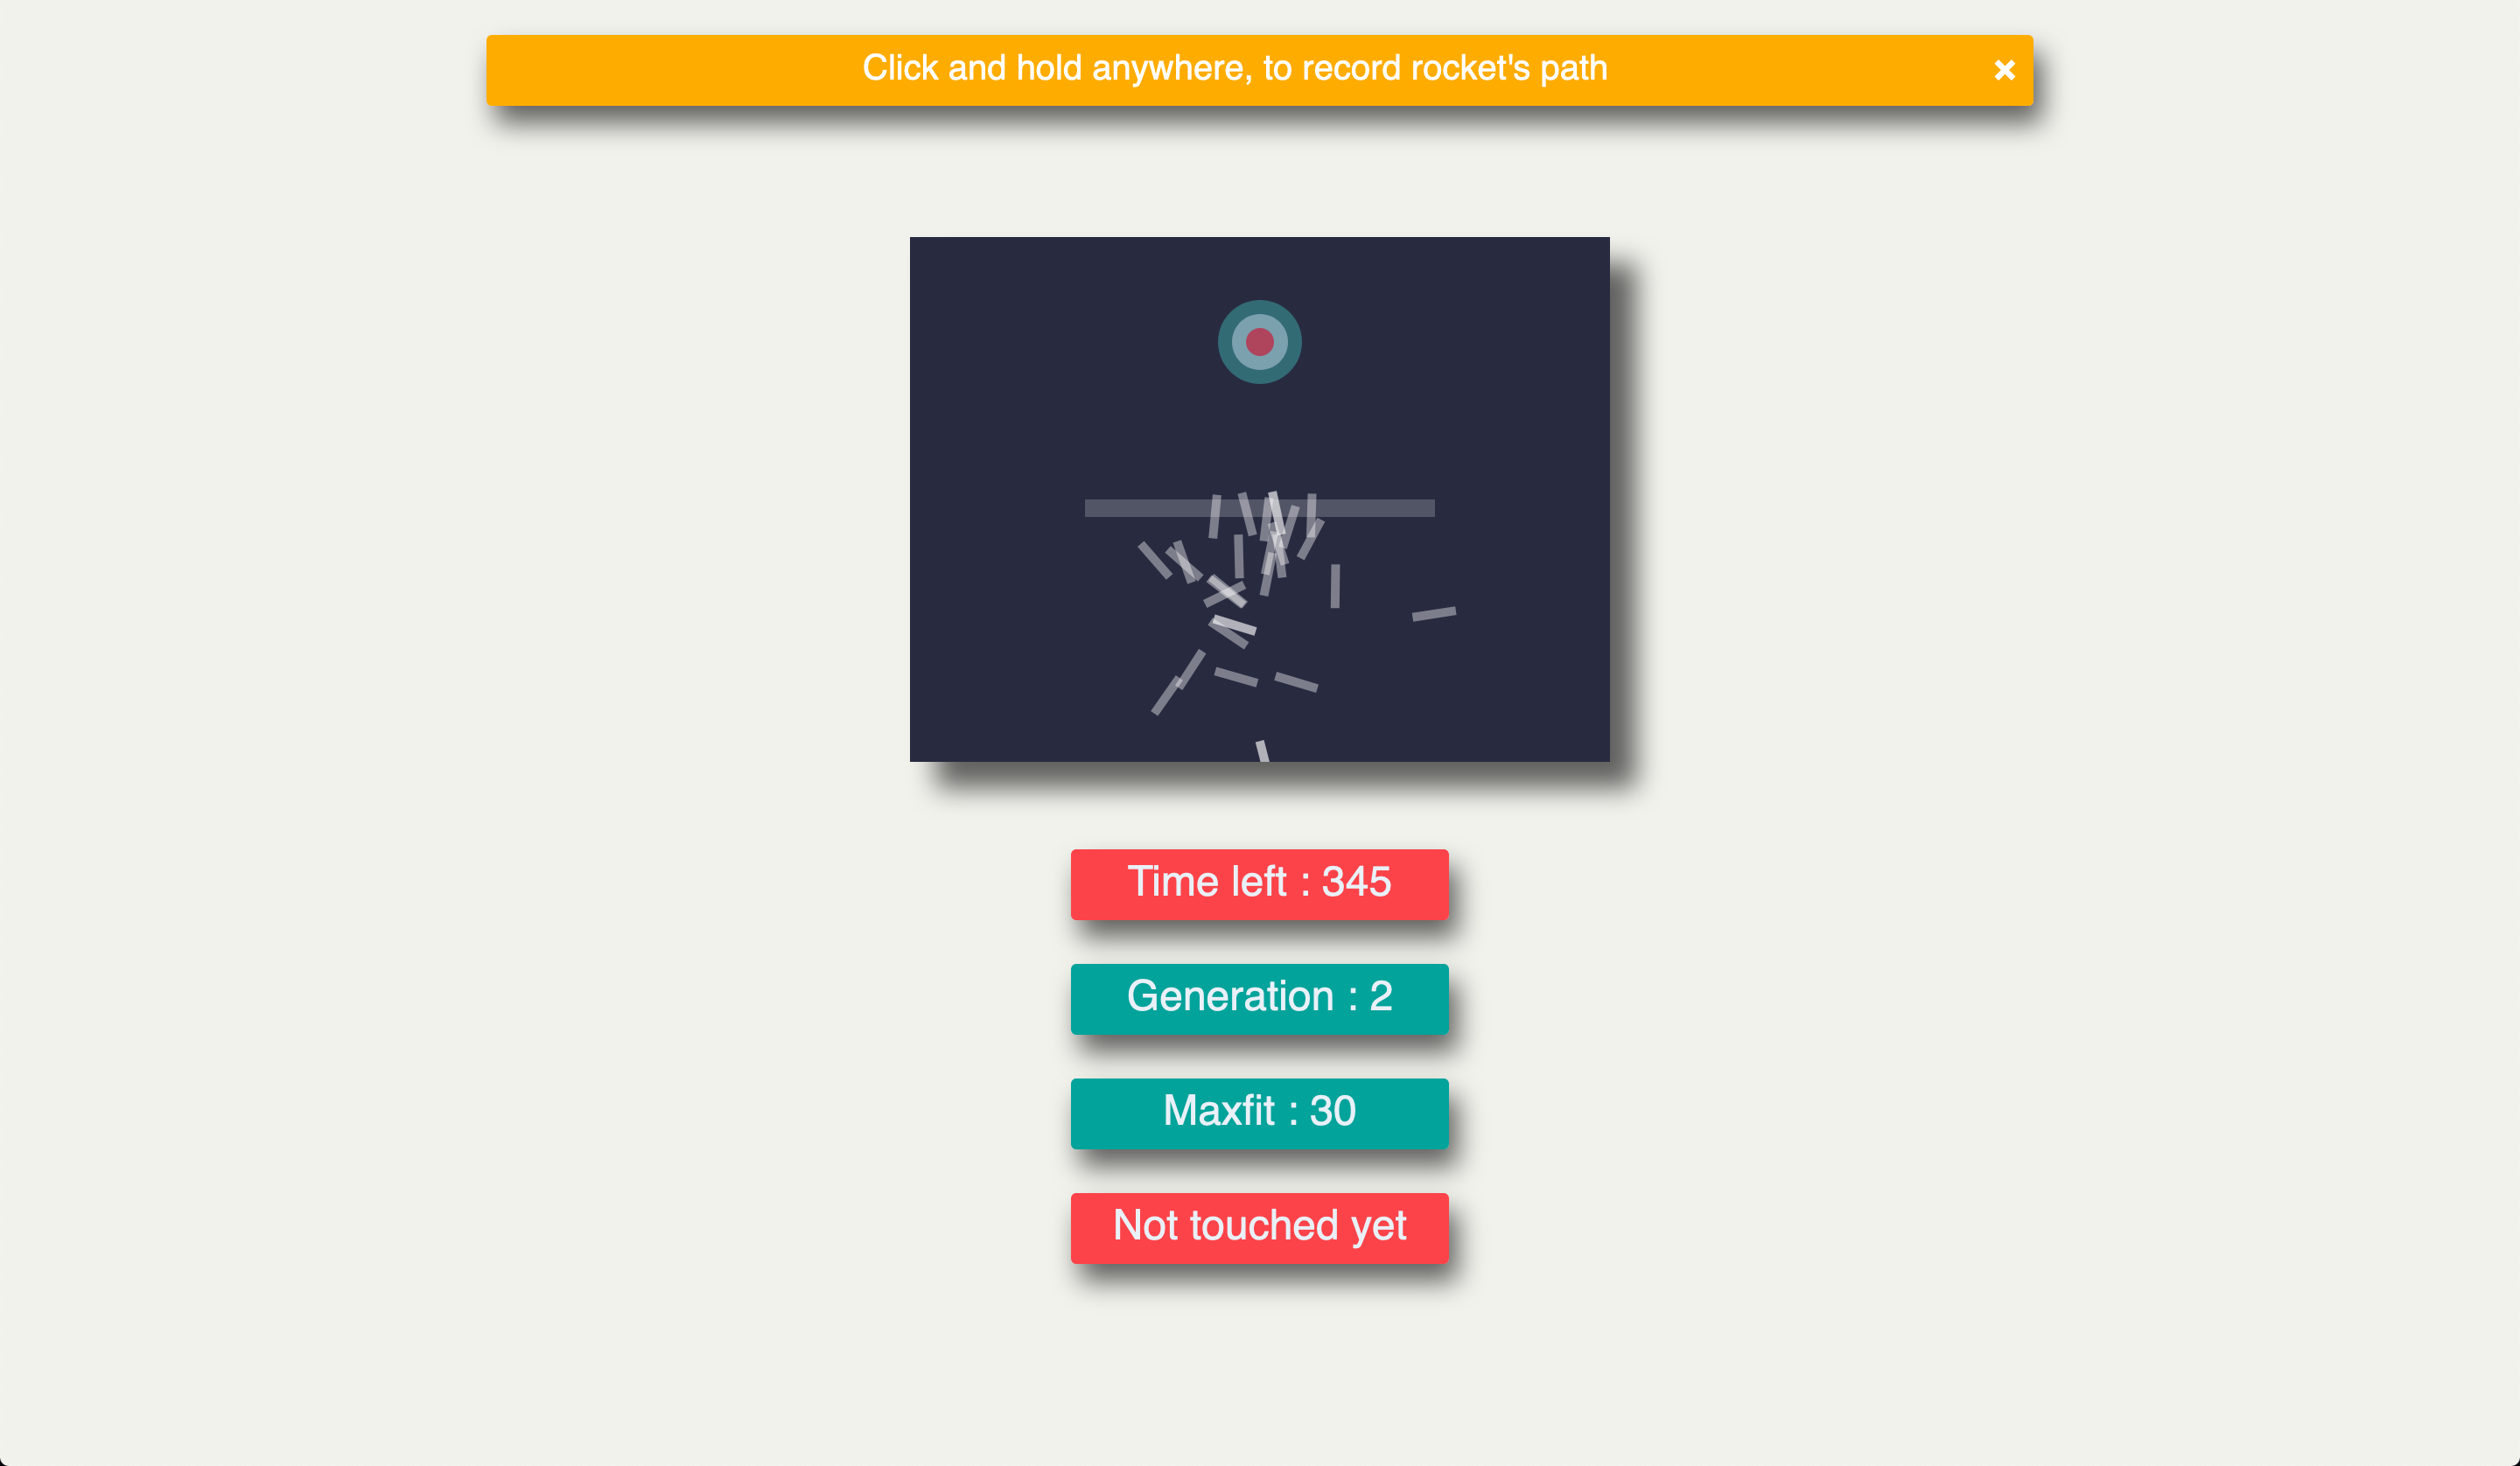 Click and hold anywhere, to record rocket's path ×
Time left : 345
Generation : 2
Maxfit : 30
Not touched yet